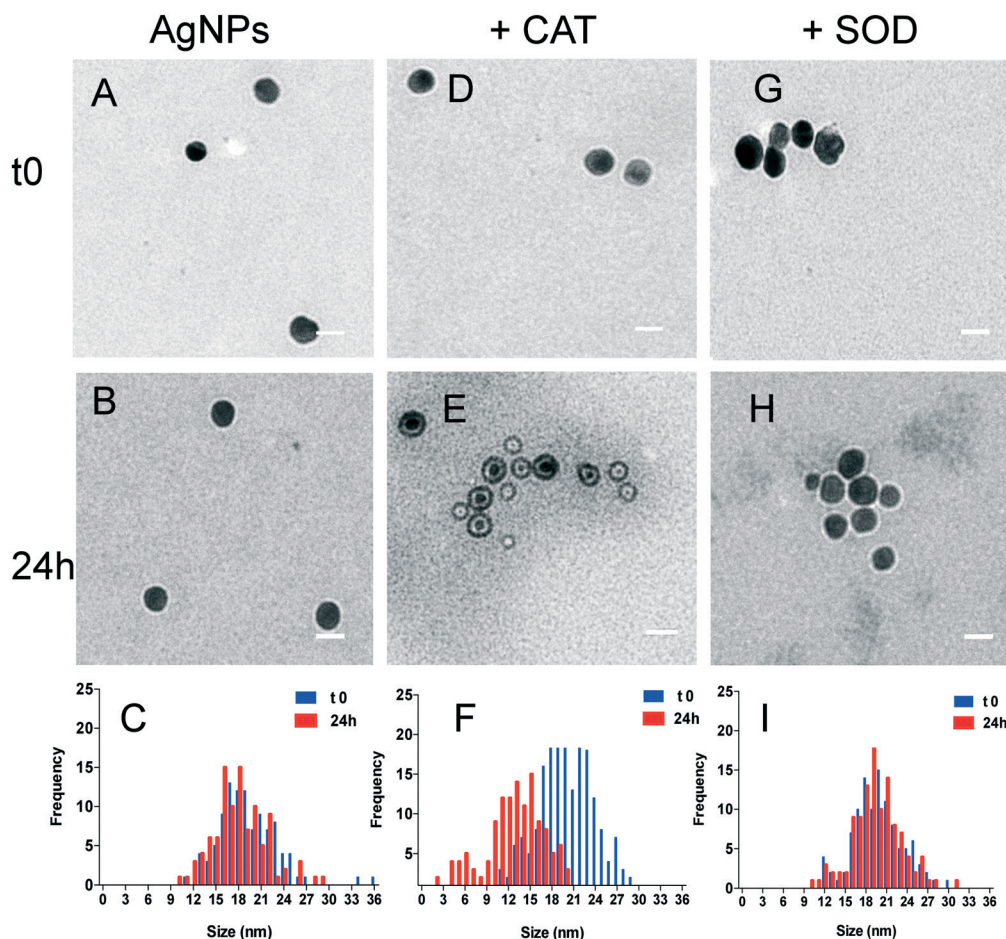 AgNPs + CAT + SOD
t0
A D G
24h
B E H
C
t 0
24h
25
20
15
10
5
0
Frequency
0 3 6 9 12 15 18 21 24 27 30 33 36
Size (nm)
F
t 0
24h
25
20
15
10
5
Frequency
0 3 6 9 12 15 18 21 24 27 30 33 36
Size (nm)
I
t 0
24h
25
20
15
10
5
0
Frequency
0 3 6 9 12 15 18 21 24 27 30 33 36
Size (nm)